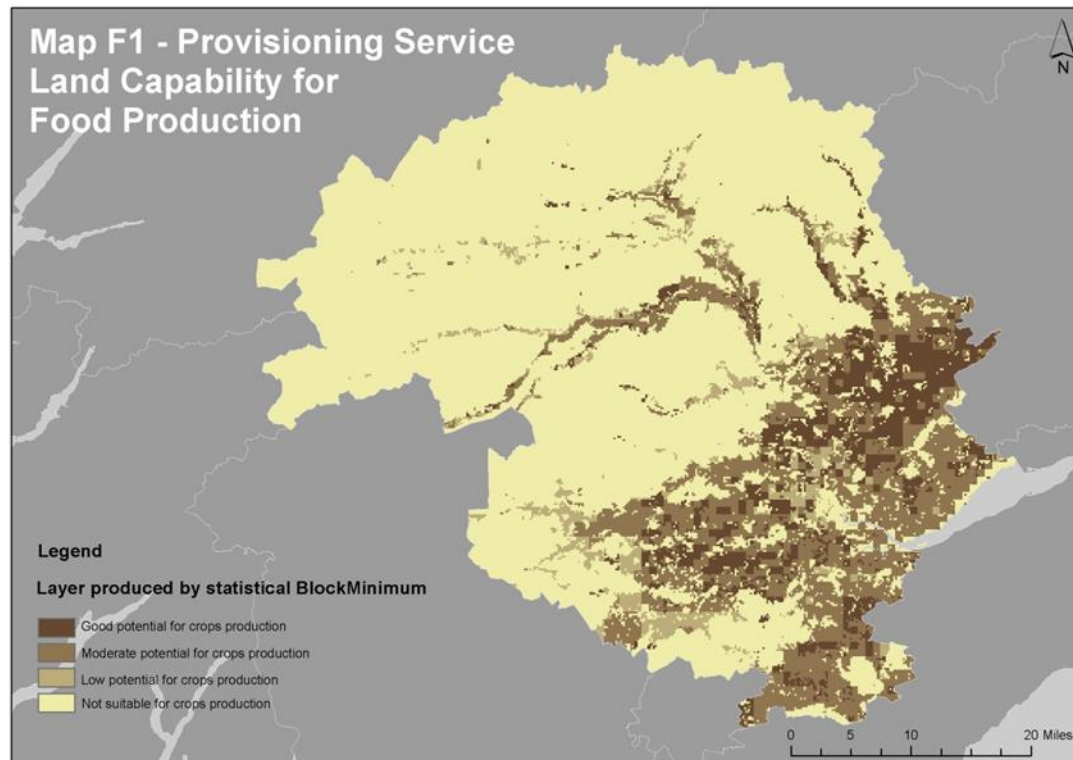 Map F1 - Provisioning Service
Land Capability for
Food Production
N
Legend
Layer produced by statistical BlockMinimum
Good potential for crops production
Moderate potential for crops production
Low potential for crops production
Not suitable for crops production
0 5 10 20 Miles